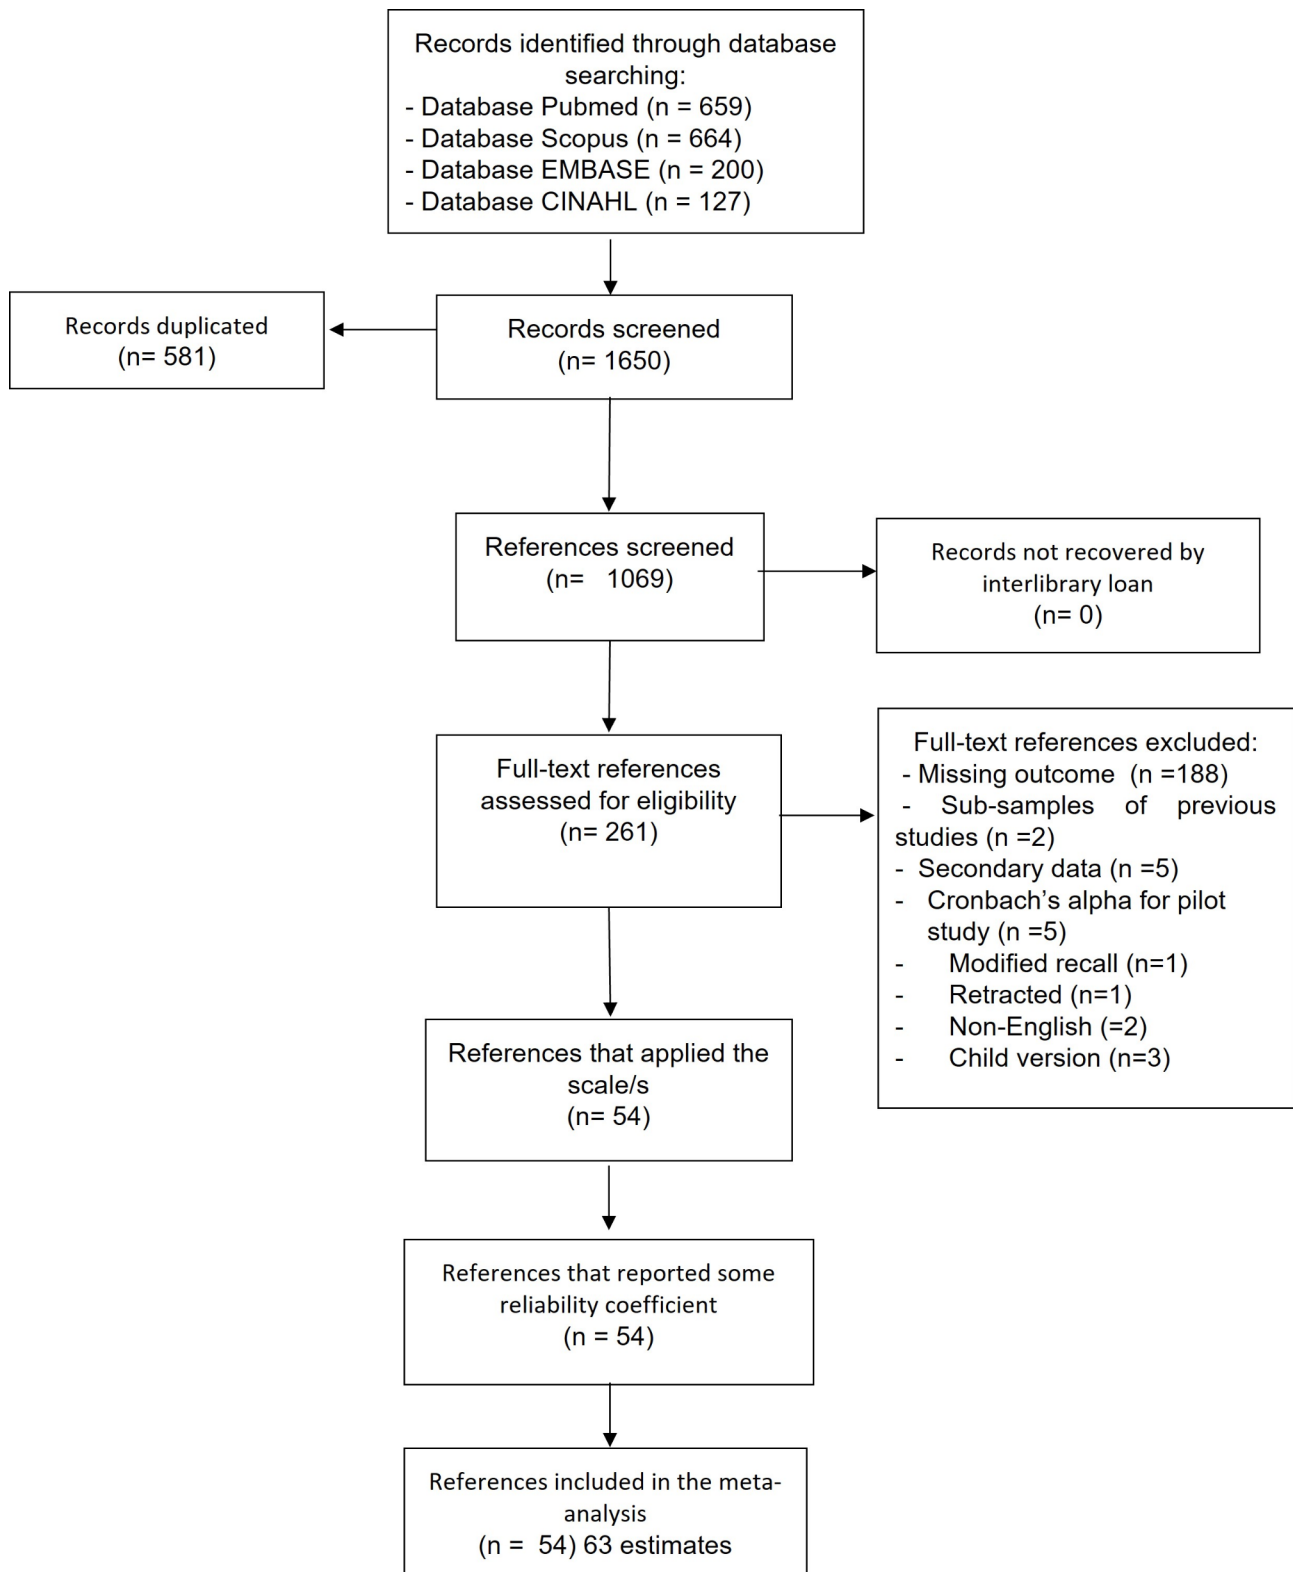 Records identified through database
searching:
- Database Pubmed (n = 659)
- Database Scopus (n = 664)
- Database EMBASE (n = 200)
- Database CINAHL (n = 127)
Records duplicated
(n= 581)
Records screened
(n= 1650)
References screened
(n= 1069)
Records not recovered by
interlibrary loan
(n= 0)
Full-text references
assessed for eligibility
(n= 261)
Full-text references excluded:
- Missing outcome (n =188)
- Sub-samples of previous
studies (n =2)
- Secondary data (n =5)
- Cronbach’s alpha for pilot
study (n =5)
- Modified recall (n=1)
- Retracted (n=1)
- Non-English (=2)
- Child version (n=3)
References that applied the
scale/s
(n= 54)
References that reported some
reliability coefficient
(n = 54)
References included in the meta-
analysis
(n = 54) 63 estimates